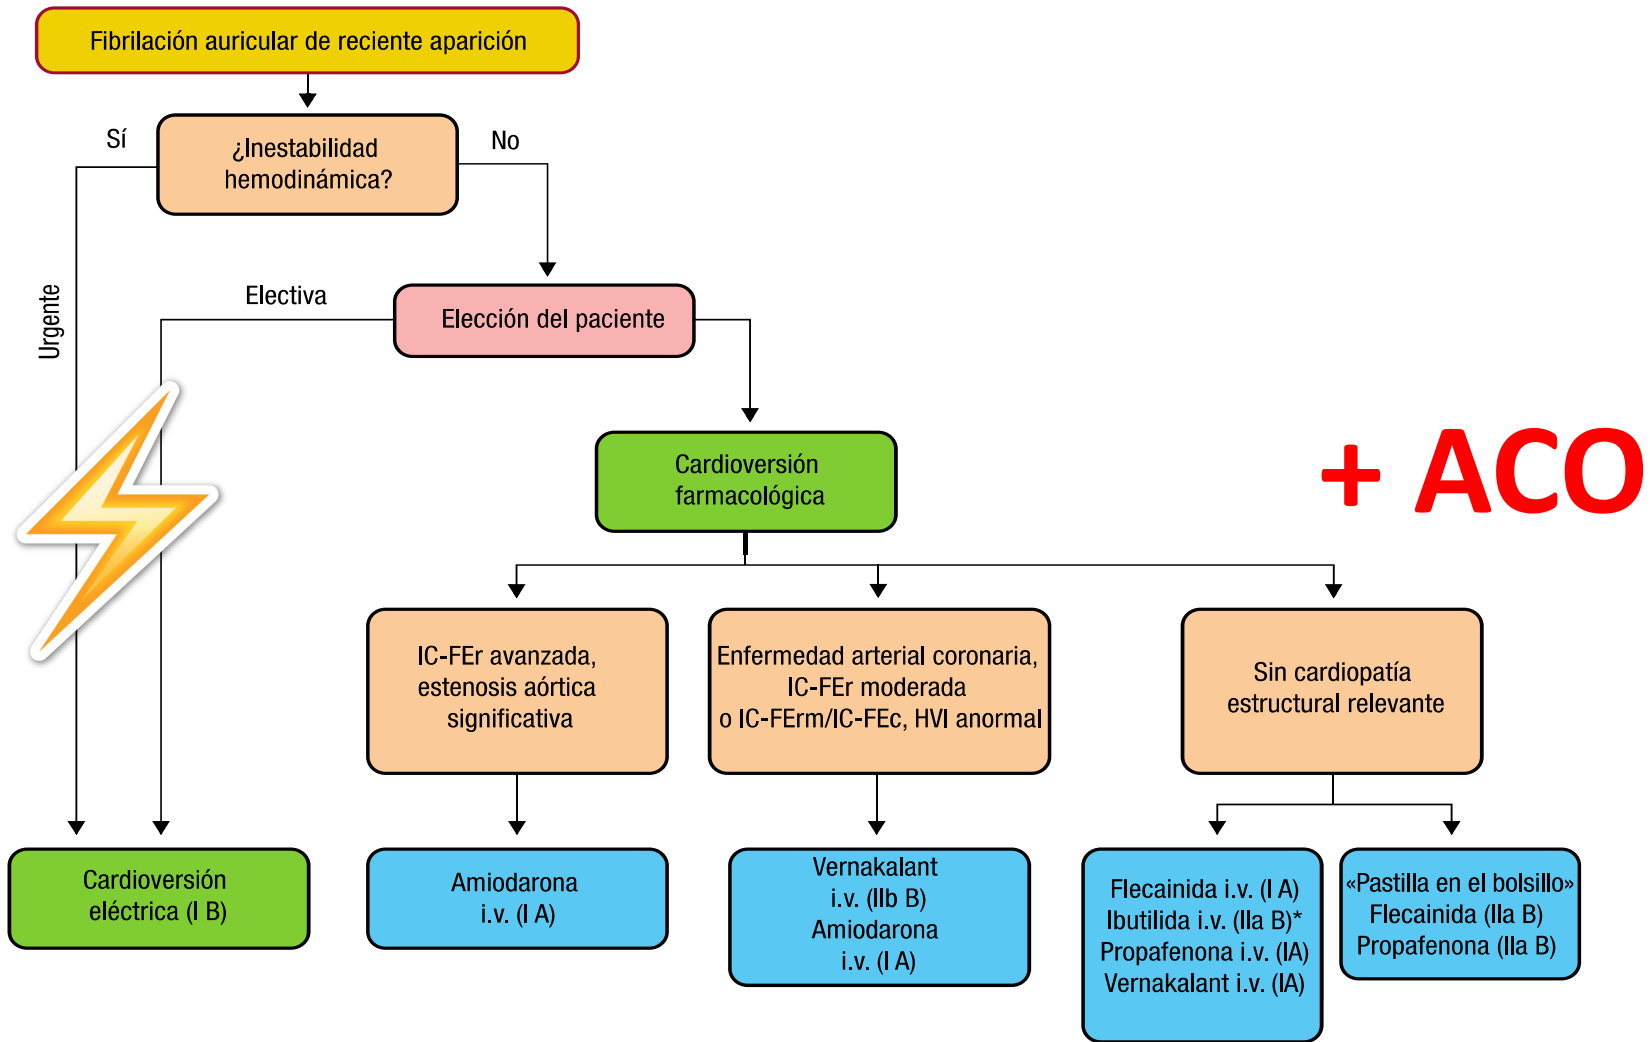 Fibrilación auricular de reciente aparición
Sí
¿Inestabilidad
hemodinámica?
No
Urgente
Electiva
Elección del paciente
Cardioversión
farmacológica
+ ACO
IC-FEr avanzada,
estenosis aórtica
significativa
Enfermedad arterial coronaria,
IC-FEr moderada
o IC-FErm/IC-FEc, HVI anormal
Sin cardiopatía
estructural relevante
Cardioversión
eléctrica (I B)
Amiodarona
i.v. (I A)
Vernakalant
i.v. (IIb B)
Amiodarona
i.v. (I A)
Flecainida i.v. (I A)
Ibutilida i.v. (IIa B)*
Propafenona i.v. (IA)
Vernakalant i.v. (IA)
«Pastilla en el bolsillo»
Flecainida (IIa B)
Propafenona (IIa B)